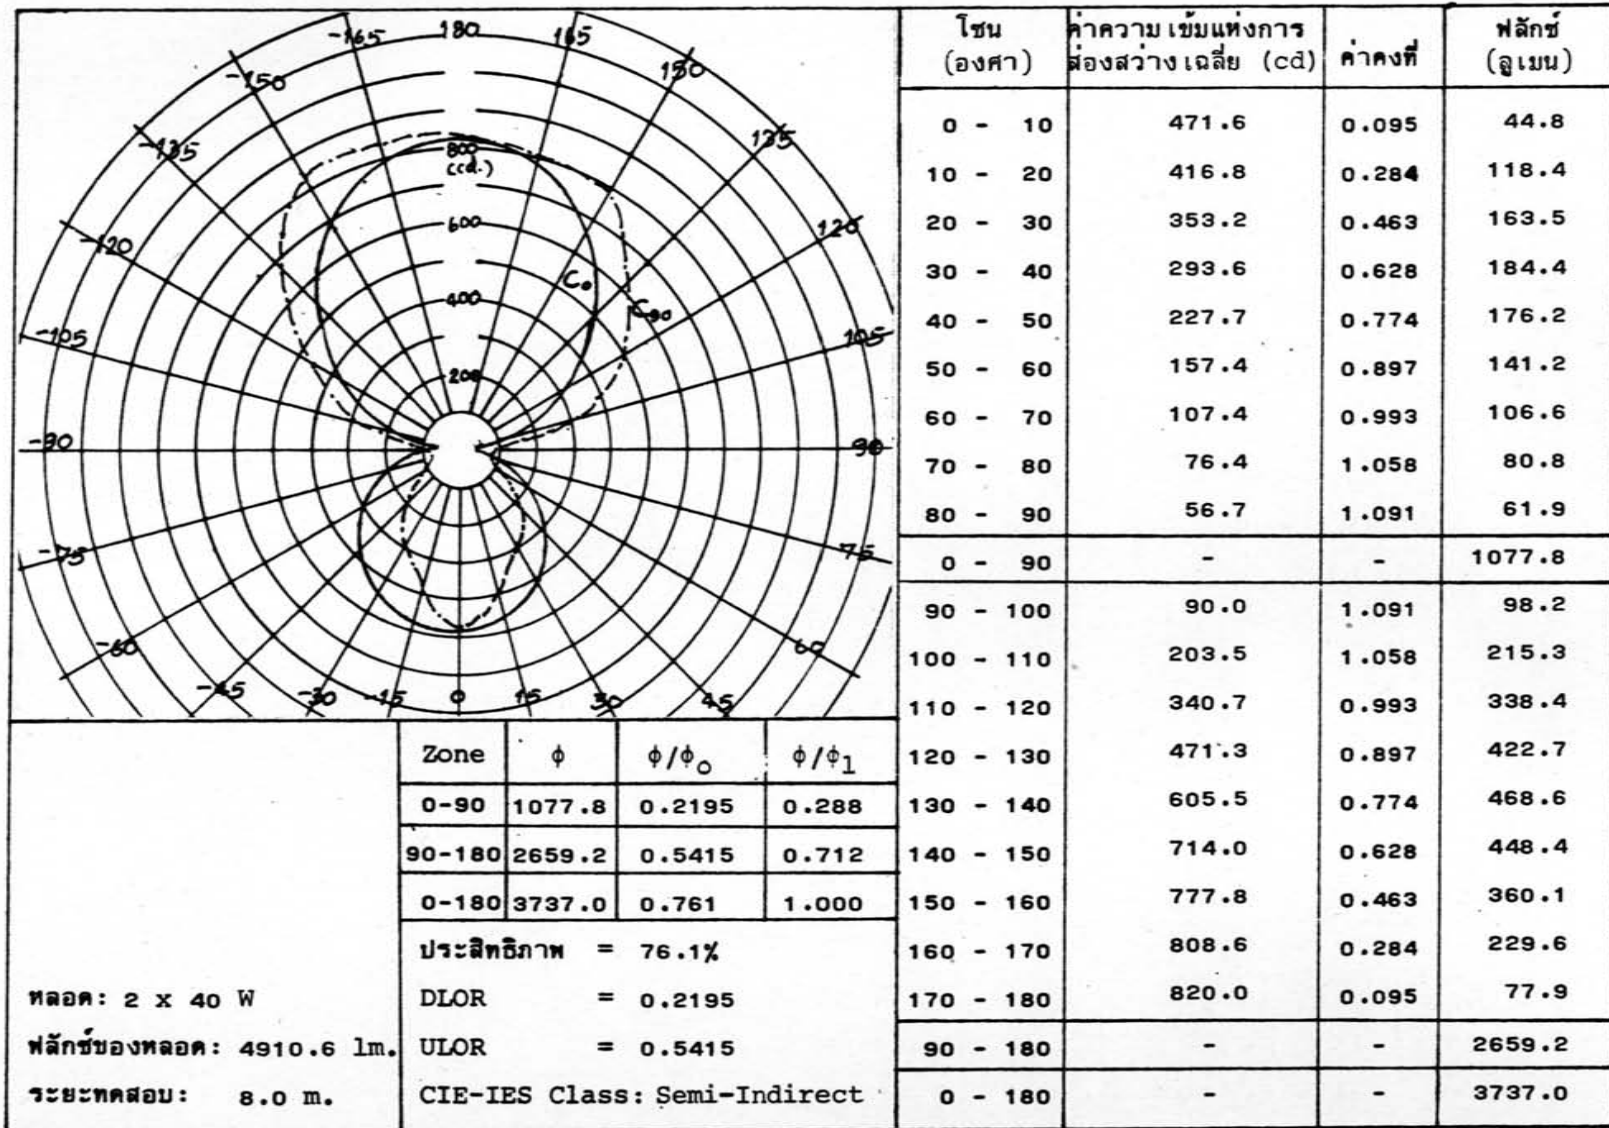 -165 180 165
-150 150
-135 135
800
(cd.)
-120 600 120
C₀
400 C₉₀
-105 105
200
-90 90
-75 75
-60 60
-45 -30 -15 0 15 30 45
Zone ϕ ϕ/ϕ₀ ϕ/ϕ₁
0-90 1077.8 0.2195 0.288
90-180 2659.2 0.5415 0.712
0-180 3737.0 0.761 1.000
หลอด: 2 x 40 W
ฟลักซ์ของหลอด: 4910.6 lm.
ระยะทดสอบ: 8.0 m.
ประสิทธิภาพ = 76.1%
DLOR = 0.2195
ULOR = 0.5415
CIE-IES Class: Semi-Indirect
โซน ค่าความเข้มแห่งการ ค่าคงที่ ฟลักซ์
(องศา) ส่องสว่างเฉลี่ย (cd) (ลูเมน)
0 - 10 471.6 0.095 44.8
10 - 20 416.8 0.284 118.4
20 - 30 353.2 0.463 163.5
30 - 40 293.6 0.628 184.4
40 - 50 227.7 0.774 176.2
50 - 60 157.4 0.897 141.2
60 - 70 107.4 0.993 106.6
70 - 80 76.4 1.058 80.8
80 - 90 56.7 1.091 61.9
0 - 90 - - 1077.8
90 - 100 90.0 1.091 98.2
100 - 110 203.5 1.058 215.3
110 - 120 340.7 0.993 338.4
120 - 130 471.3 0.897 422.7
130 - 140 605.5 0.774 468.6
140 - 150 714.0 0.628 448.4
150 - 160 777.8 0.463 360.1
160 - 170 808.6 0.284 229.6
170 - 180 820.0 0.095 77.9
90 - 180 - - 2659.2
0 - 180 - - 3737.0